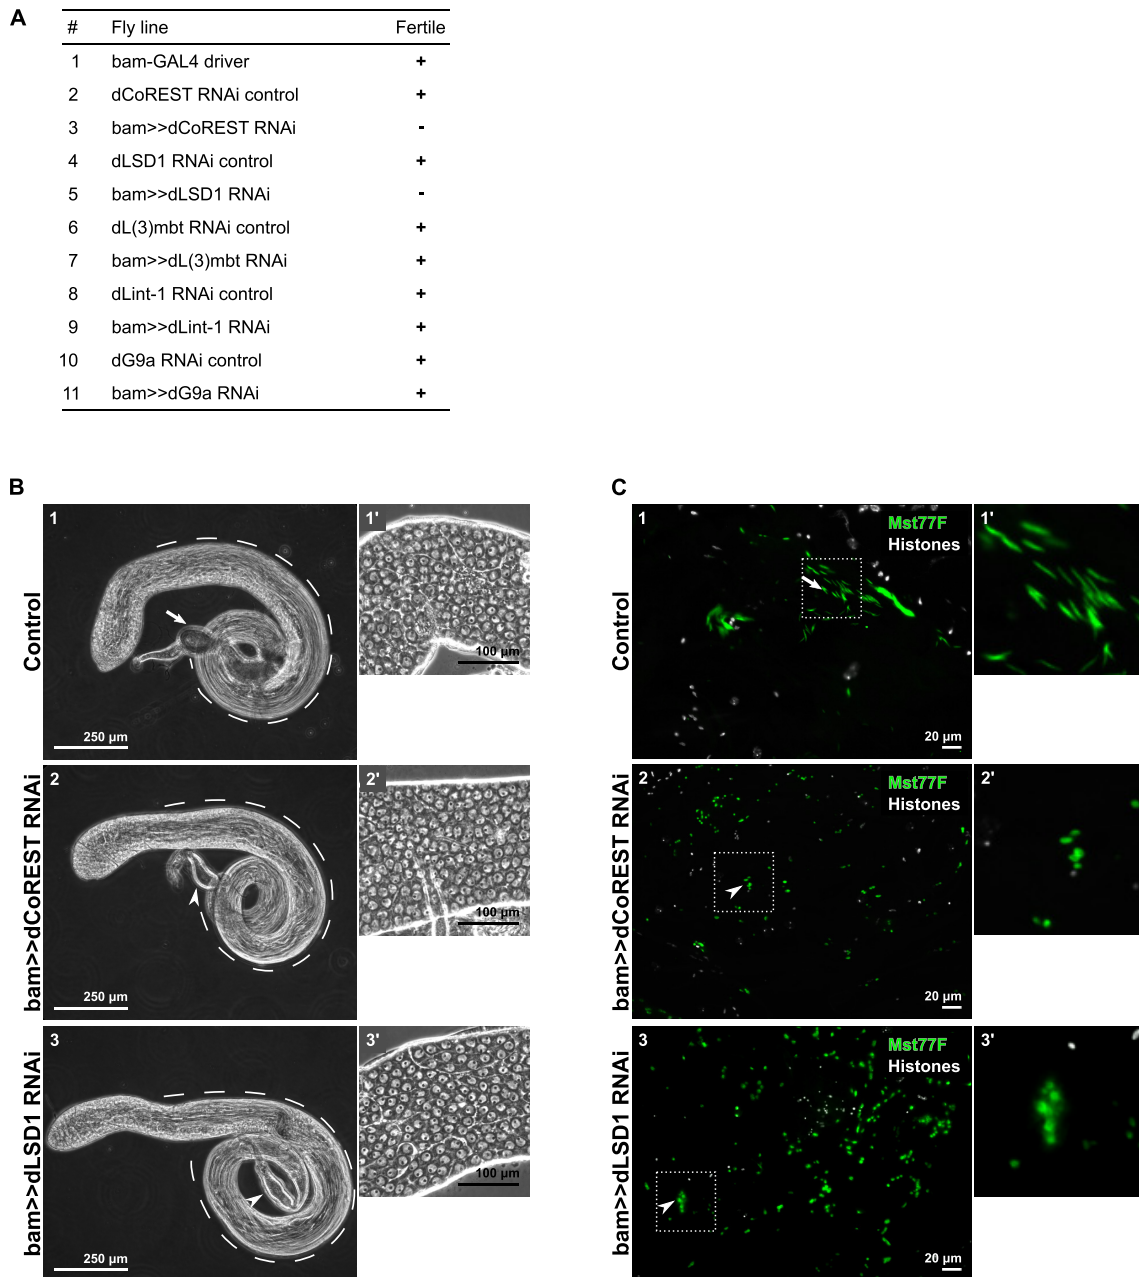 A
# Fly line Fertile
1 bam-GAL4 driver +
2 dCoREST RNAi control +
3 bam>>dCoREST RNAi -
4 dLSD1 RNAi control +
5 bam>>dLSD1 RNAi -
6 dL(3)mbt RNAi control +
7 bam>>dL(3)mbt RNAi +
8 dLint-1 RNAi control +
9 bam>>dLint-1 RNAi +
10 dG9a RNAi control +
11 bam>>dG9a RNAi +
B
Control
1
250 µm
1'
100 µm
bam>>dCoREST RNAi
2
250 µm
2'
100 µm
bam>>dLSD1 RNAi
3
250 µm
3'
100 µm
C
Control
1
Mst77F
Histones
20 µm
1'
bam>>dCoREST RNAi
2
Mst77F
Histones
20 µm
2'
bam>>dLSD1 RNAi
3
Mst77F
Histones
20 µm
3'